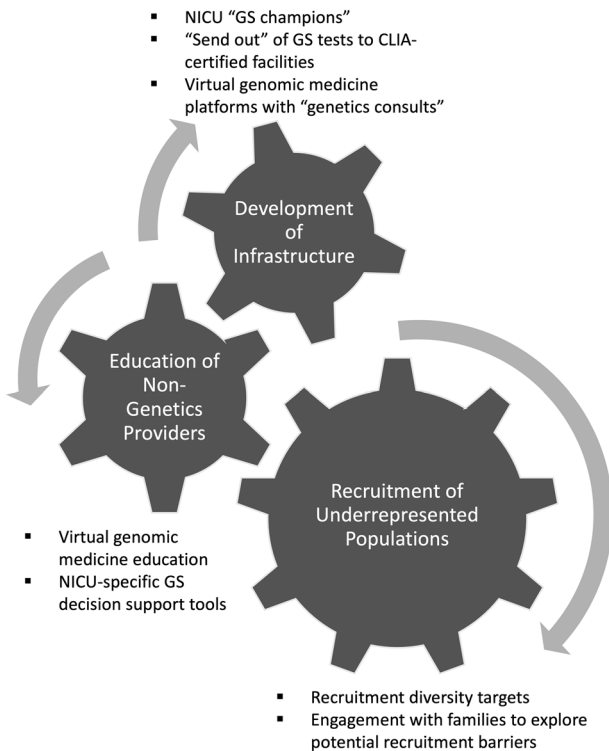 ▪ NICU “GS champions”
▪ “Send out” of GS tests to CLIA-
certified facilities
▪ Virtual genomic medicine
platforms with “genetics consults”
Development
of
Infrastructure
Education of
Non-
Genetics
Providers
▪ Virtual genomic
medicine education
▪ NICU-specific GS
decision support tools
Recruitment of
Underrepresented
Populations
▪ Recruitment diversity targets
▪ Engagement with families to explore
potential recruitment barriers